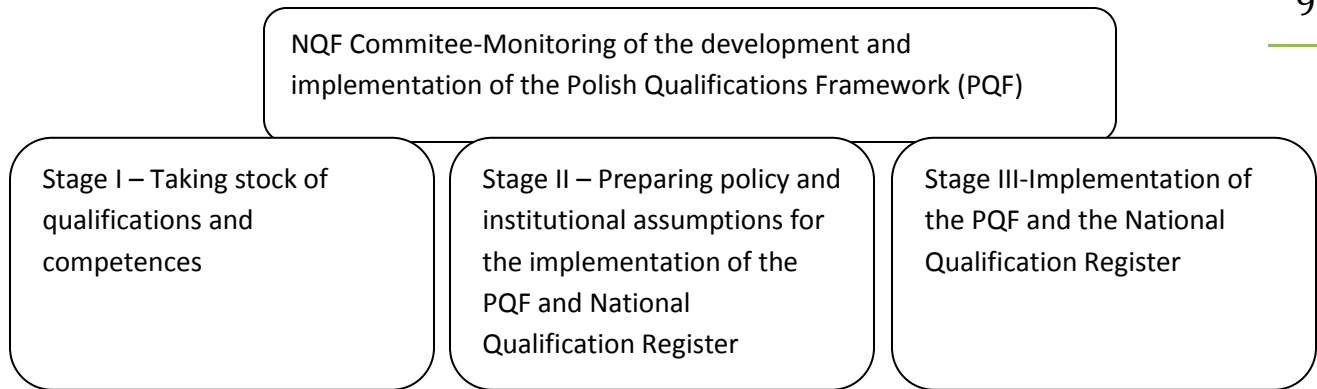 9
NQF Commitee-Monitoring of the development and
implementation of the Polish Qualifications Framework (PQF)
Stage I – Taking stock of
qualifications and
competences
Stage II – Preparing policy and
institutional assumptions for
the implementation of the
PQF and National
Qualification Register
Stage III-Implementation of
the PQF and the National
Qualification Register